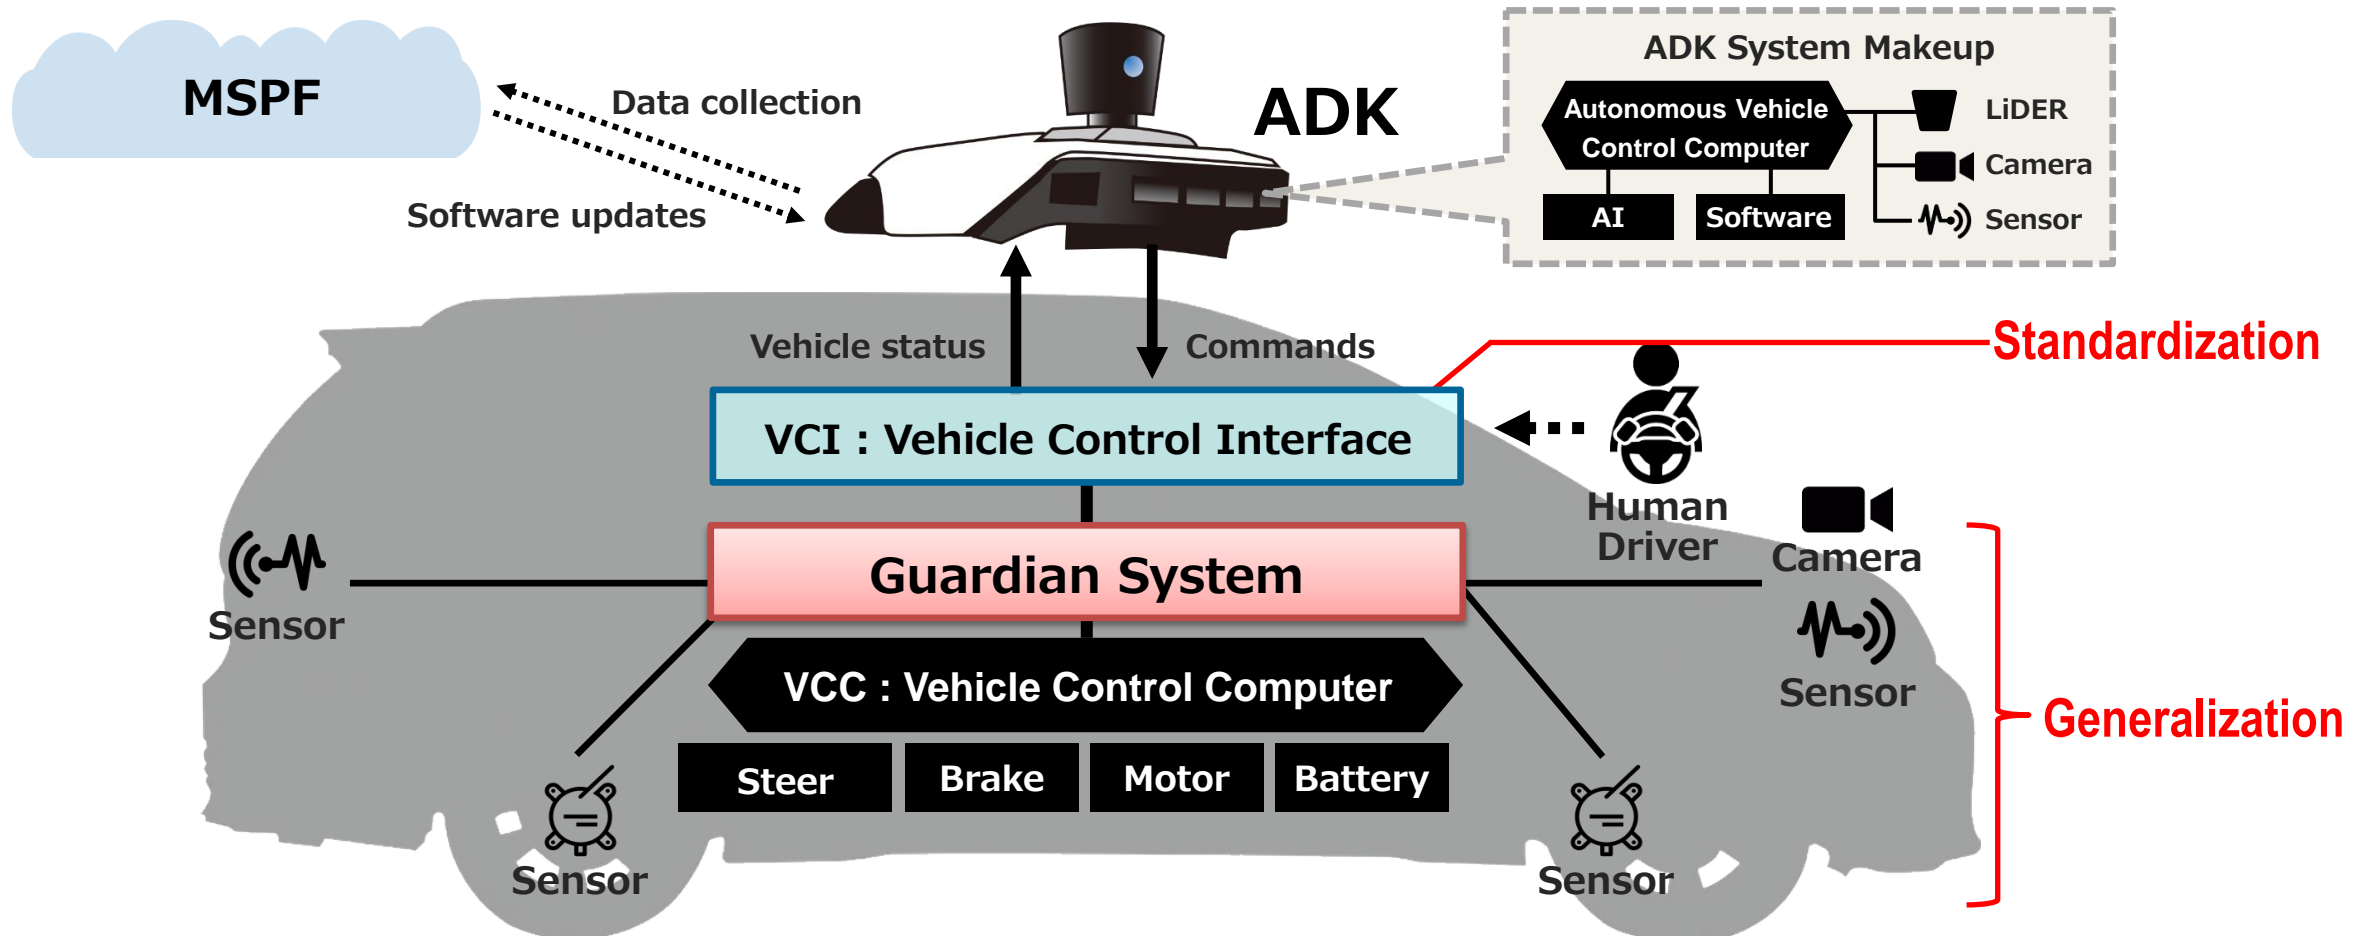 MSPF
Data collection
Software updates
ADK
ADK System Makeup
Autonomous Vehicle
Control Computer
AI
Software
LiDER
Camera
Sensor
Vehicle status
Commands
Standardization
VCI : Vehicle Control Interface
Human
Driver
Guardian System
Camera
Sensor
Sensor
VCC : Vehicle Control Computer
Generalization
Steer
Brake
Motor
Battery
Sensor
Sensor